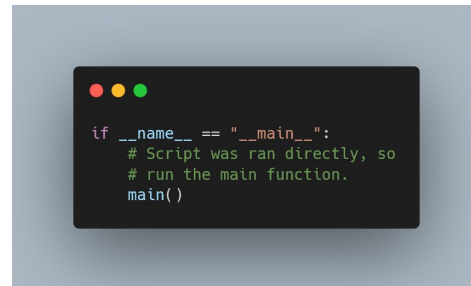 if __name__ == "__main__":
    # Script was ran directly, so
    # run the main function.
    main()